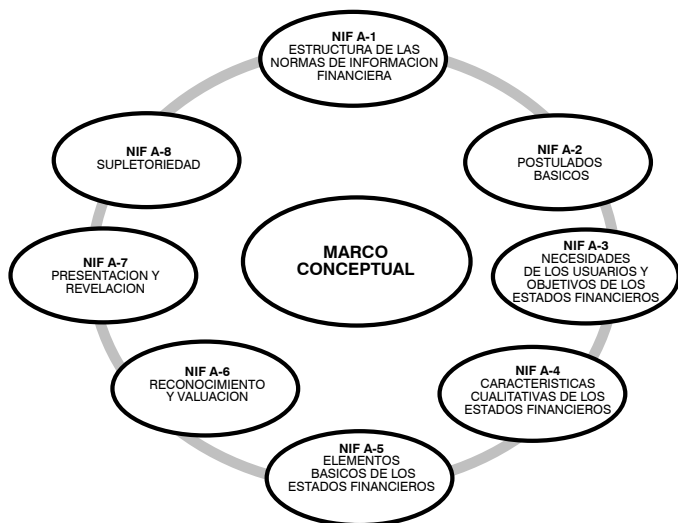 NIF A-1
ESTRUCTURA DE LAS
NORMAS DE INFORMACION
FINANCIERA
NIF A-2
POSTULADOS
BASICOS
NIF A-3
NECESIDADES
DE LOS USUARIOS Y
OBJETIVOS DE LOS
ESTADOS FINANCIEROS
NIF A-4
CARACTERISTICAS
CUALITATIVAS DE LOS
ESTADOS FINANCIEROS
NIF A-5
ELEMENTOS
BASICOS DE LOS
ESTADOS FINANCIEROS
NIF A-6
RECONOCIMIENTO
Y VALUACION
NIF A-7
PRESENTACION Y
REVELACION
NIF A-8
SUPLETORIEDAD
MARCO
CONCEPTUAL